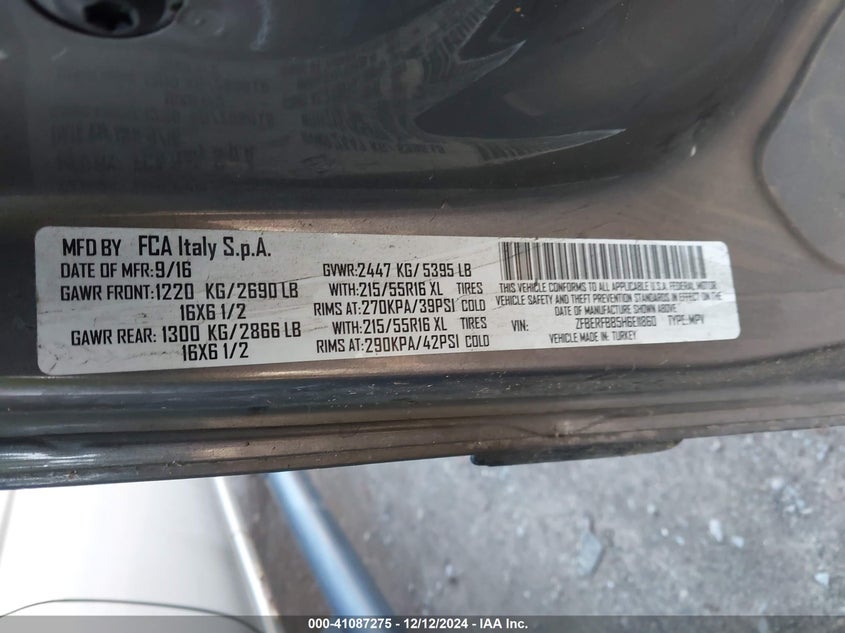 MFD BY FCA Italy S.p.A.
DATE OF MFR:9/16 GVWR:2447 KG/5395 LB
GAWR FRONT:1220 KG/2690 LB WITH:215/55R16 XL TIRES
16X6 1/2 RIMS AT:270KPA/39PSI COLD
GAWR REAR: 1300 KG/2866 LB WITH:215/55R16 XL TIRES
16X6 1/2 RIMS AT:290KPA/42PSI COLD
THIS VEHICLE CONFORMS TO ALL APPLICABLE U.S.A. FEDERAL MOTOR
VEHICLE SAFETY AND THEFT PREVENTION STANDARDS IN EFFECT ON THE
DATE OF MANUFACTURE SHOWN ABOVE.
VIN: ZFBERFBB5H6E11860 TYPE:MPV
VEHICLE MADE IN: TURKEY
000-41087275 - 12/12/2024 - IAA Inc.